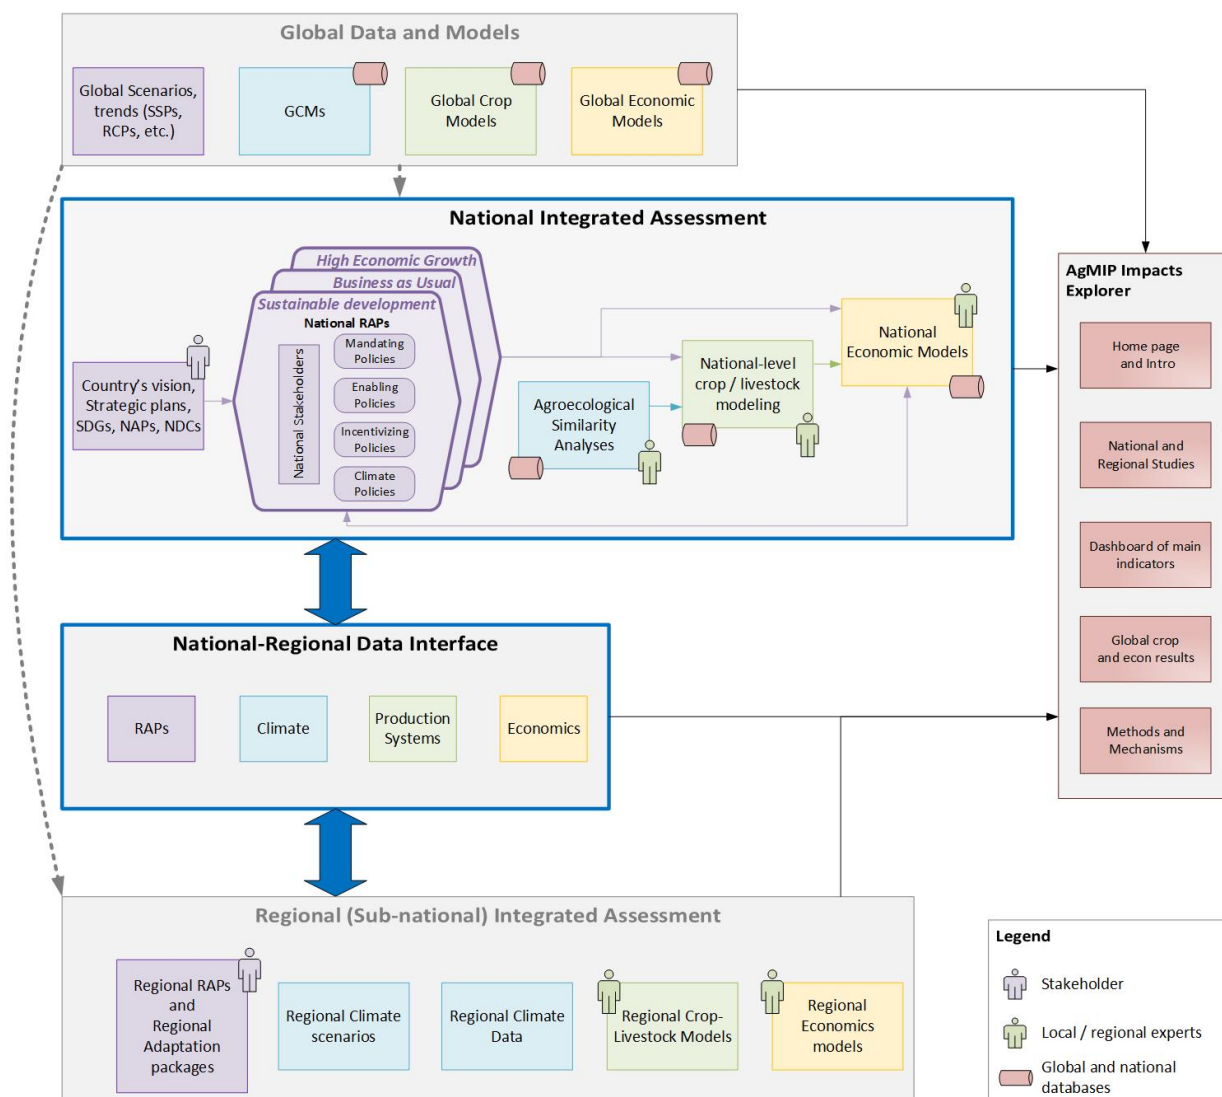 Global Data and Models
Global Scenarios,
trends (SSPs,
RCPs, etc.)
GCMs
Global Crop
Models
Global Economic
Models
National Integrated Assessment
High Economic Growth
Business as Usual
Sustainable development
National RAPs
National Stakeholders
Mandating
Policies
Enabling
Policies
Incentivizing
Policies
Climate
Policies
Country's vision,
Strategic plans,
SDGs, NAPs, NDCs
Agroecological
Similarity
Analyses
National-level
crop / livestock
modeling
National
Economic Models
AgMIP Impacts
Explorer
Home page
and Intro
National and
Regional Studies
Dashboard of main
indicators
Global crop
and econ results
Methods and
Mechanisms
National-Regional Data Interface
RAPs
Climate
Production
Systems
Economics
Regional (Sub-national) Integrated Assessment
Regional RAPs
and
Regional
Adaptation
packages
Regional Climate
scenarios
Regional Climate
Data
Regional Crop-
Livestock Models
Regional
Economics
models
Legend
Stakeholder
Local / regional experts
Global and national
databases